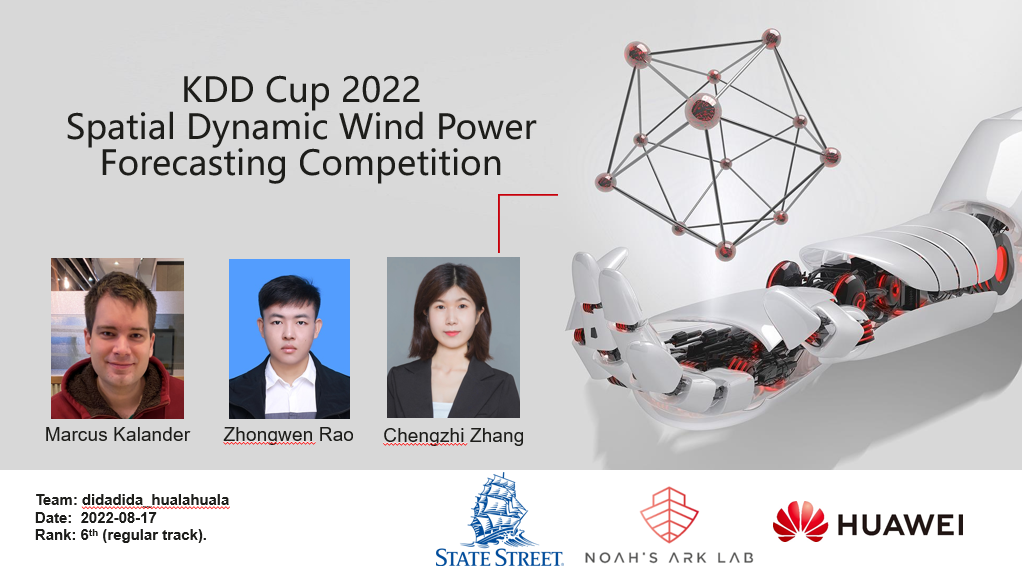 KDD Cup 2022
Spatial Dynamic Wind Power
Forecasting Competition
Marcus Kalander
Zhongwen Rao
Chengzhi Zhang
Team: didadida_hualahuala
Date: 2022-08-17
Rank: 6th (regular track).
STATE STREET.
NOAH'S ARK LAB
HUAWEI